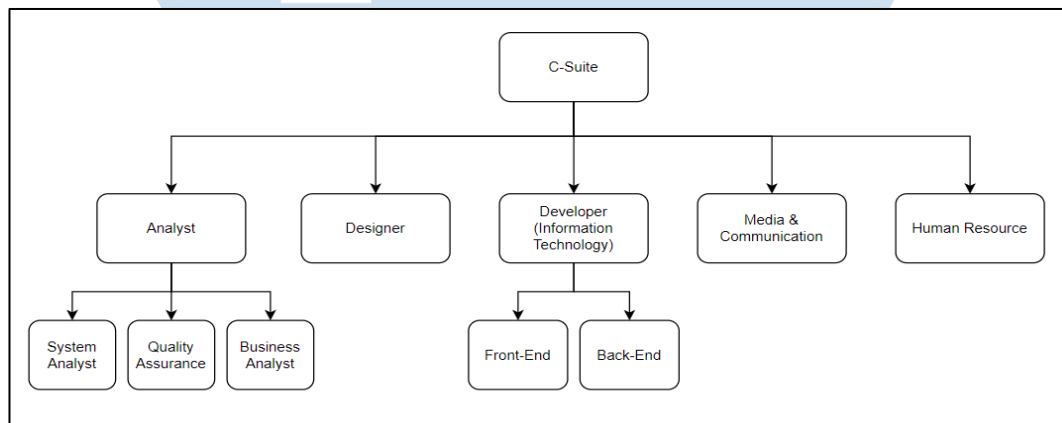 C-Suite
Analyst
Designer
Developer
(Information
Technology)
Media &
Communication
Human Resource
System
Analyst
Quality
Assurance
Business
Analyst
Front-End
Back-End